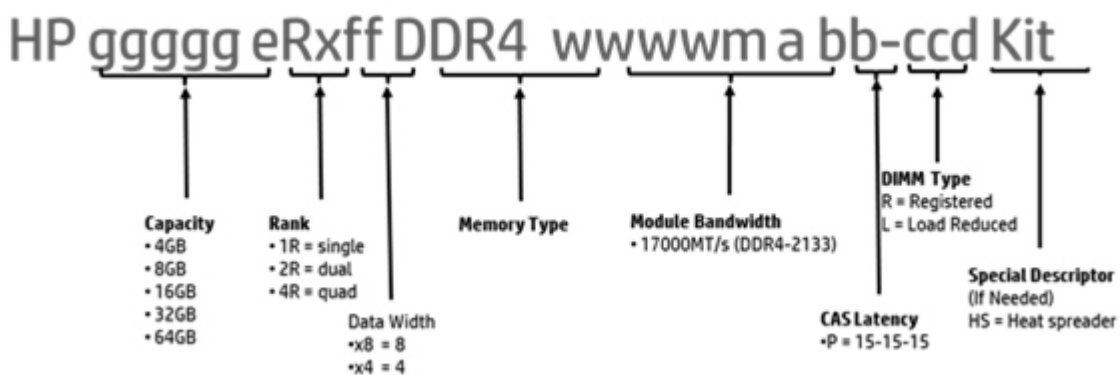 HP ggggg eRxff DDR4 wwwwm a bb-ccd Kit
Capacity
• 4GB
• 8GB
• 16GB
• 32GB
• 64GB
Rank
• 1R = single
• 2R = dual
• 4R = quad
Data Width
•x8 = 8
•x4 = 4
Memory Type
Module Bandwidth
• 17000MT/s (DDR4-2133)
CAS Latency
•P = 15-15-15
DIMM Type
R = Registered
L = Load Reduced
Special Descriptor
(If Needed)
HS = Heat spreader